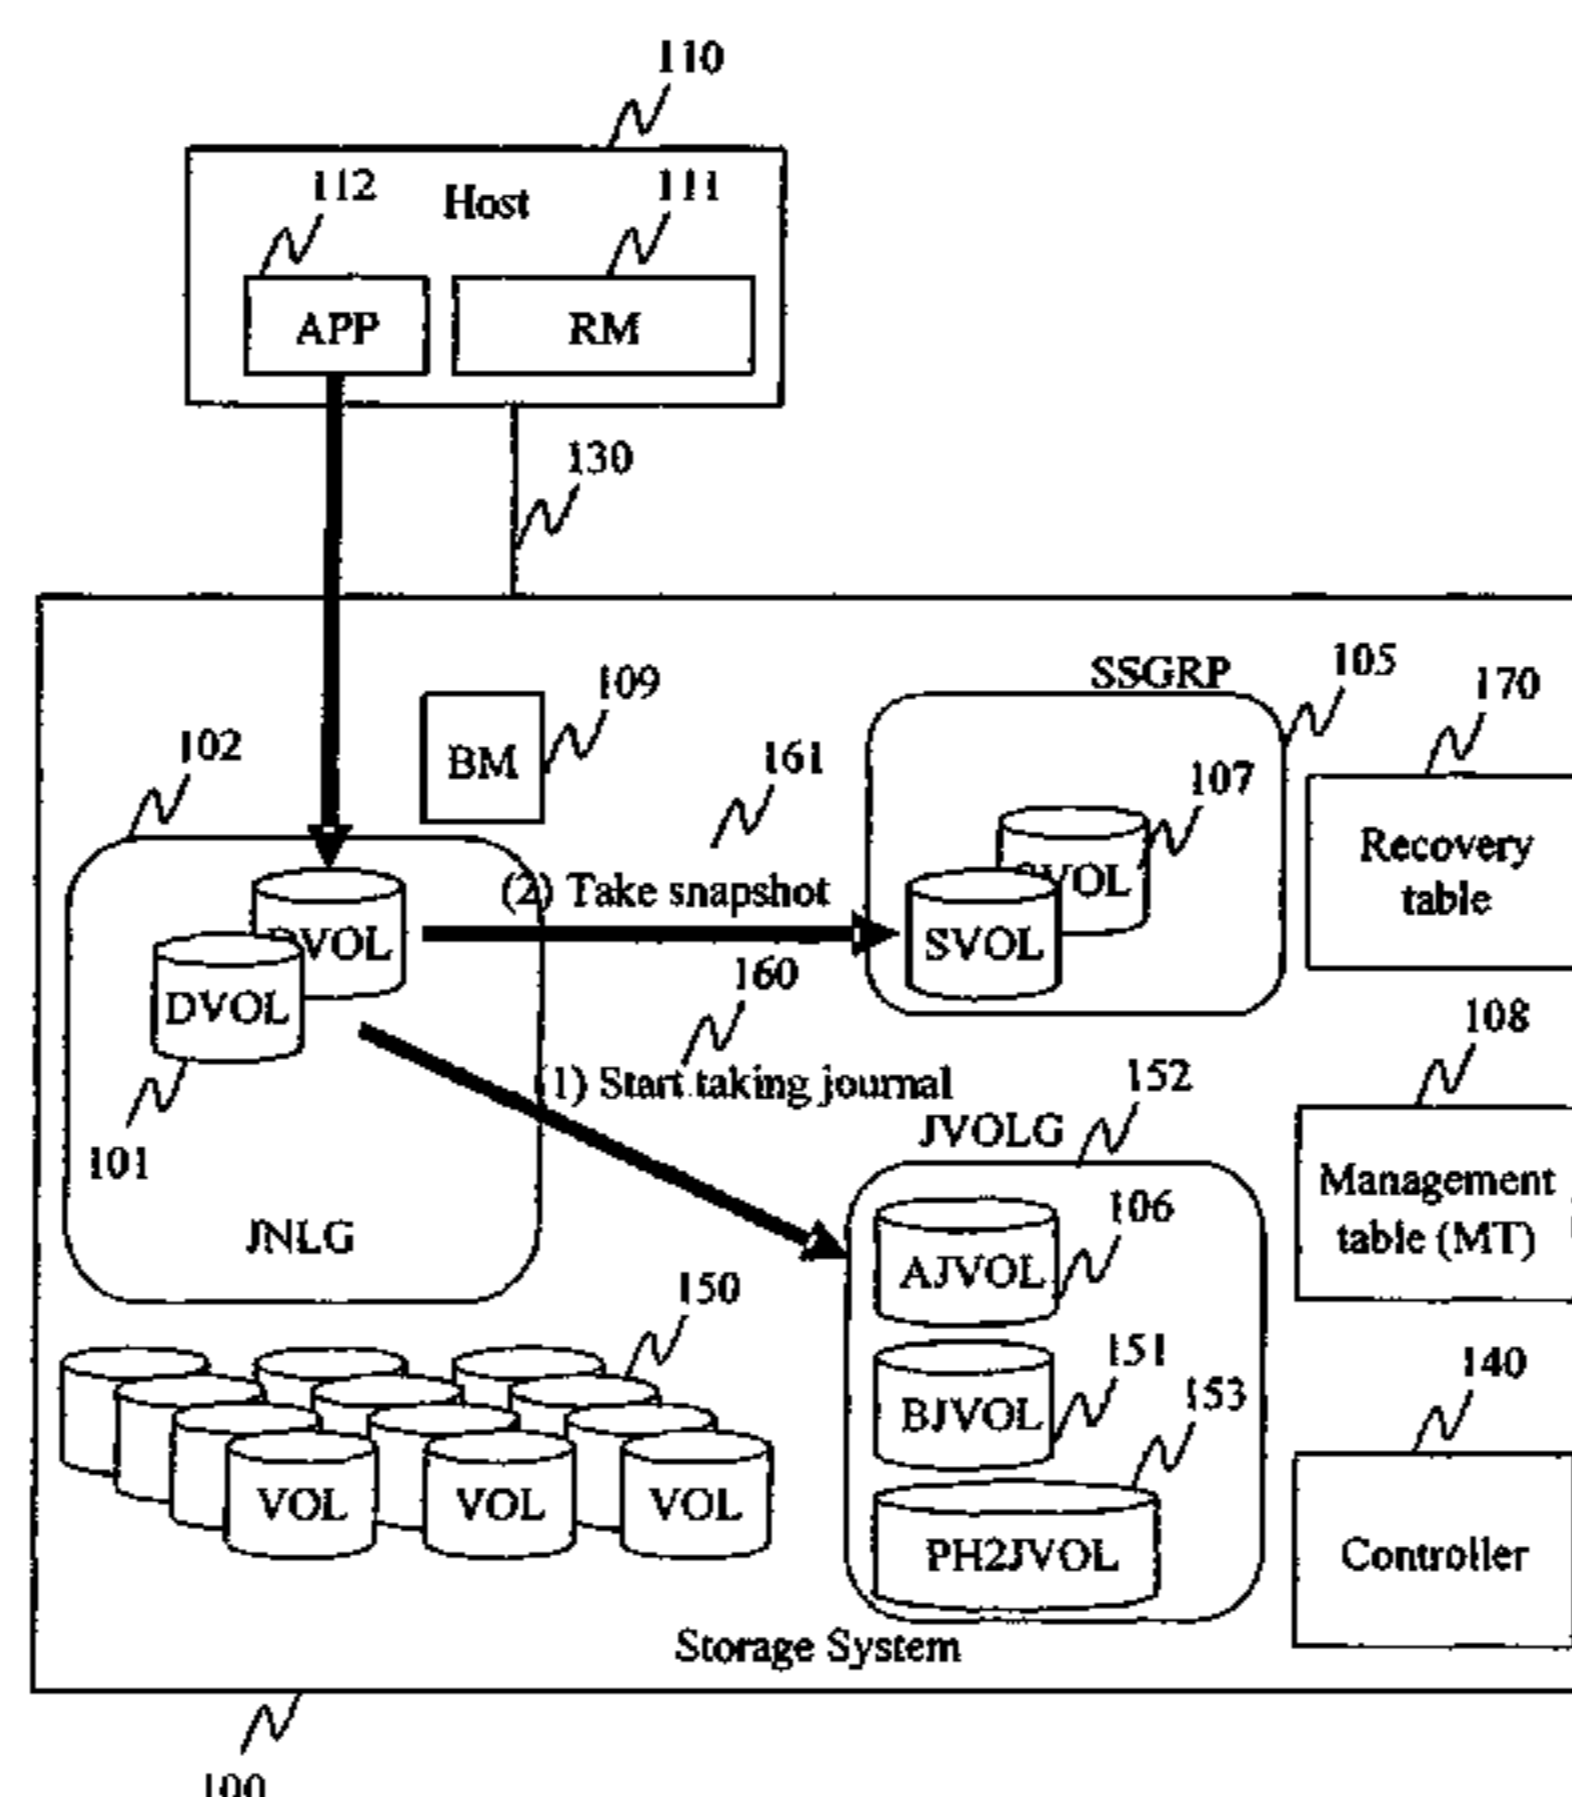 110
112
Host
111
APP
RM
130
105
SSGRP
109
170
102
161
107
BM
Recovery
table
SVOL
(2) Take snapshot
DVOL
SVOL
160
DVOL
108
(1) Start taking journal
152
JVOLG
101
Management
table (MT)
106
JNLG
AJVOL
150
151
140
153
BJVOL
VOL
VOL
VOL
PH2JVOL
Controller
Storage System
100